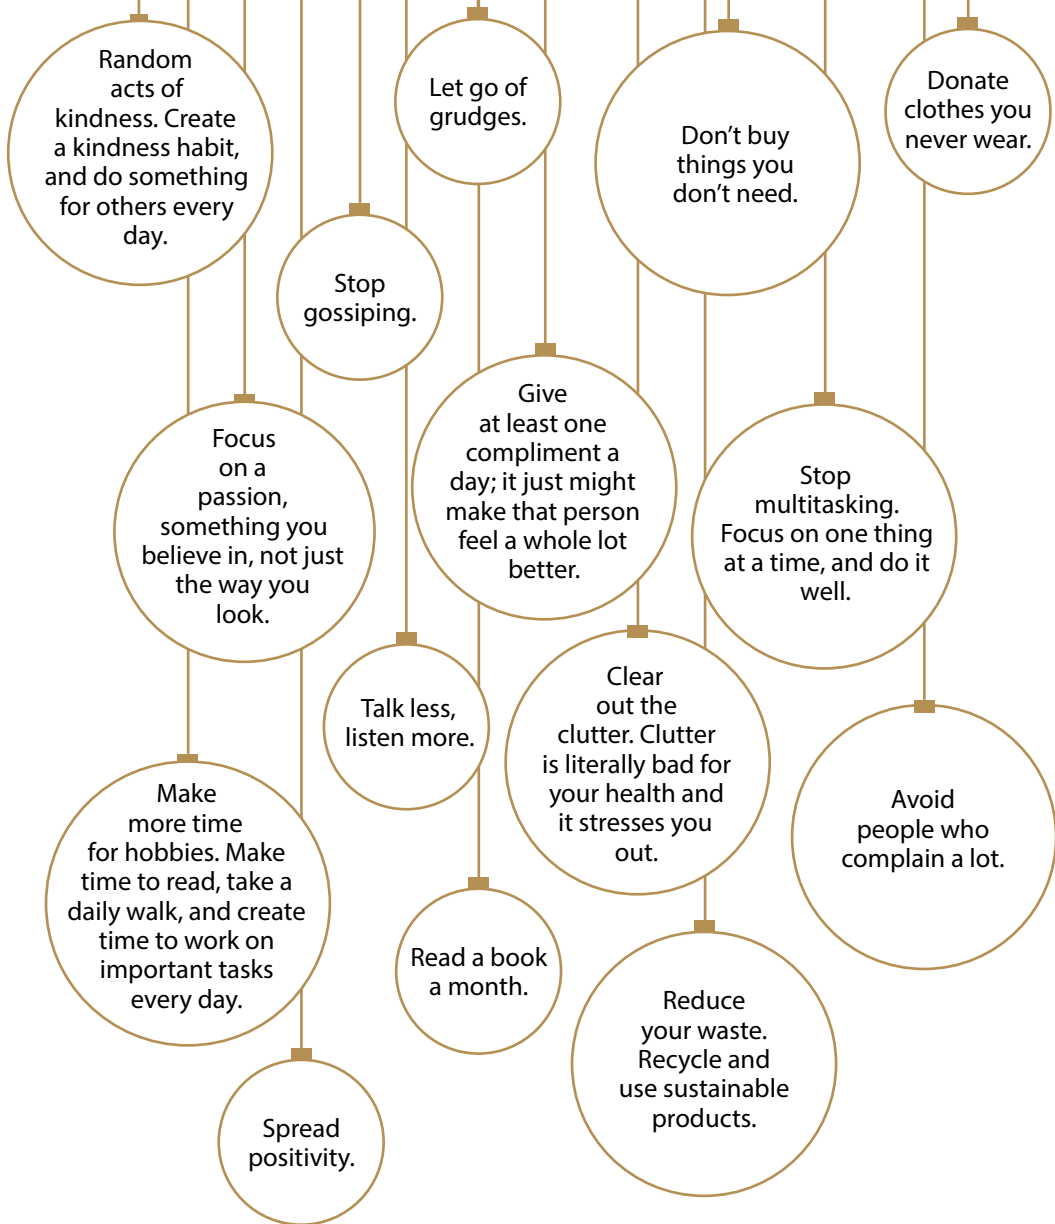 Random
acts of
kindness. Create
a kindness habit,
and do something
for others every
day.
Let go of
grudges.
Don’t buy
things you
don’t need.
Donate
clothes you
never wear.
Stop
gossiping.
Focus
on a
passion,
something you
believe in, not just
the way you
look.
Give
at least one
compliment a
day; it just might
make that person
feel a whole lot
better.
Stop
multitasking.
Focus on one thing
at a time, and do it
well.
Talk less,
listen more.
Clear
out the
clutter. Clutter
is literally bad for
your health and
it stresses you
out.
Avoid
people who
complain a lot.
Make
more time
for hobbies. Make
time to read, take a
daily walk, and create
time to work on
important tasks
every day.
Read a book
a month.
Reduce
your waste.
Recycle and
use sustainable
products.
Spread
positivity.